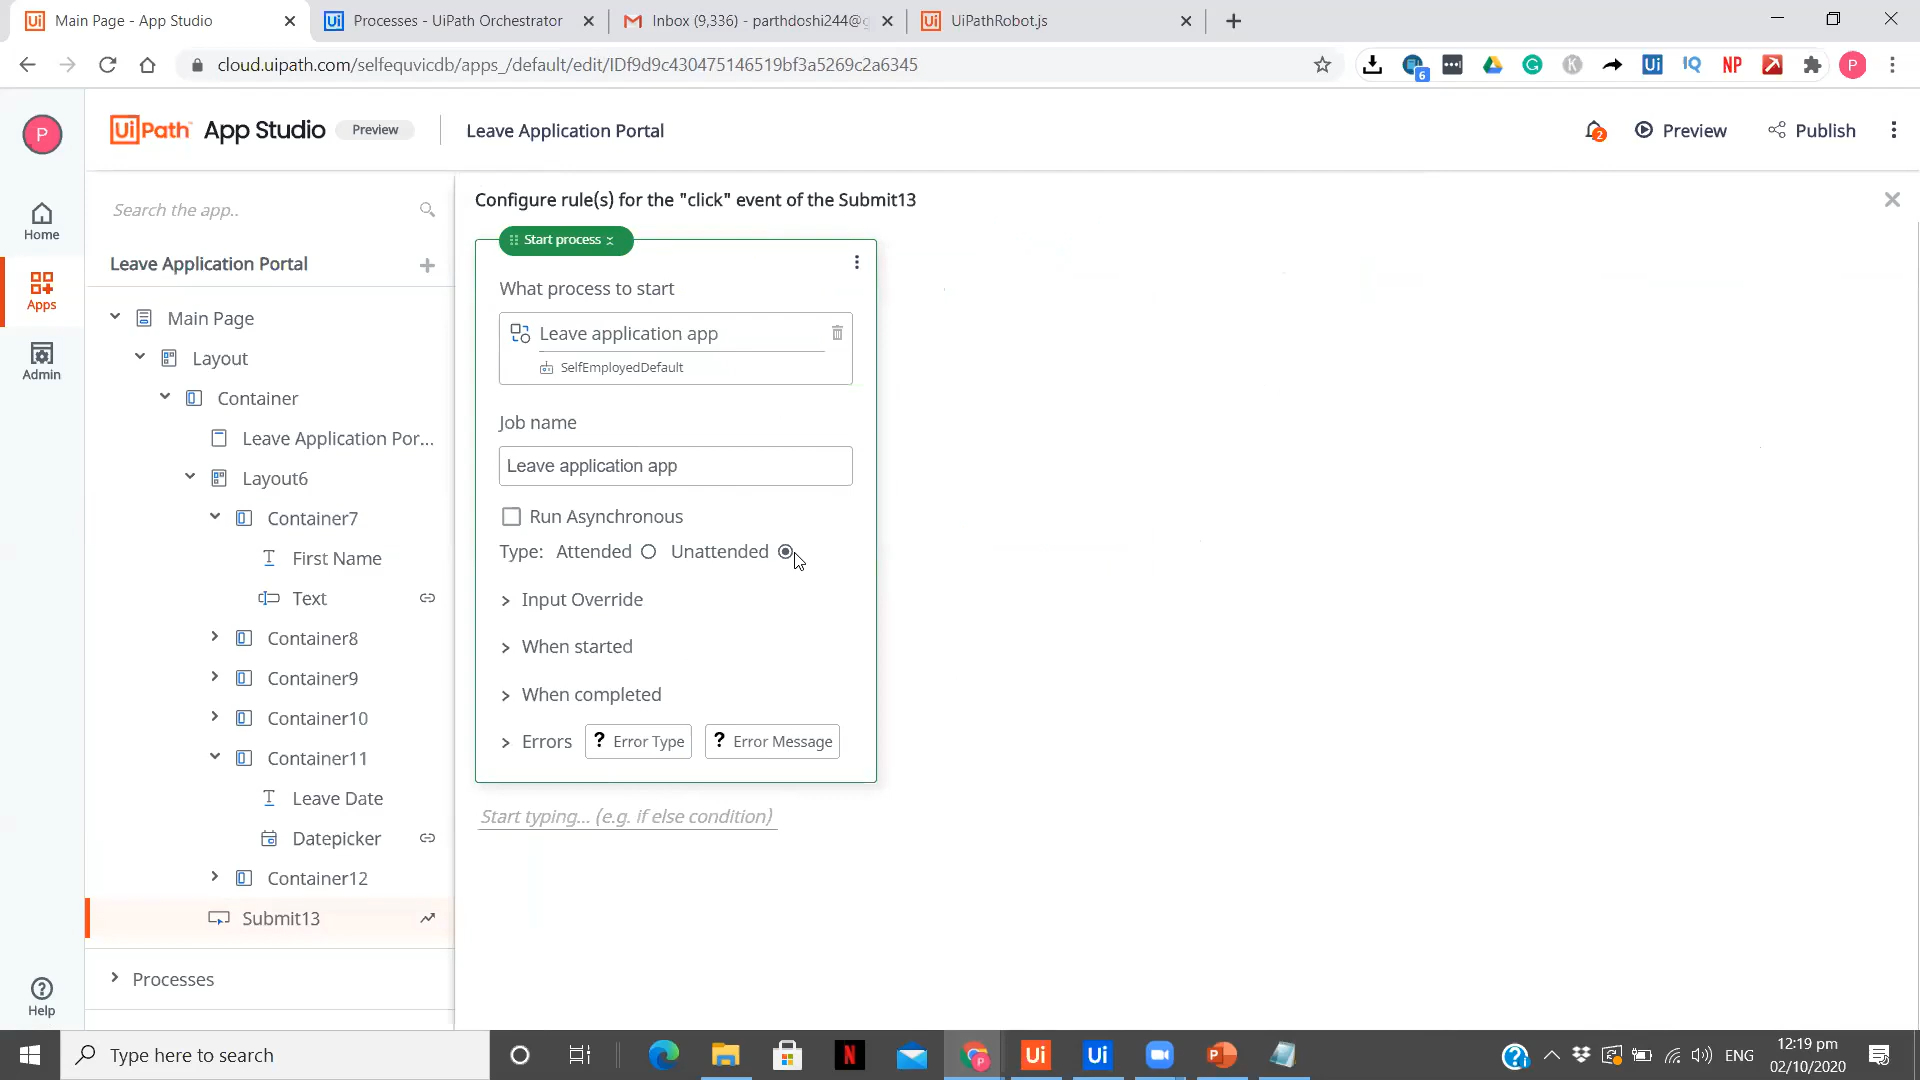 Main Page - App Studio
Processes - UiPath Orchestrator
Inbox (9,336) - parthdoshi244@g
UiPathRobot.js
cloud.uipath.com/selfequvicdb/apps_/default/edit/IDf9d9c430475146519bf3a5269c2a6345
6
Ui
IQ
NP
P
P
UiPath App Studio Preview
Leave Application Portal
2
Preview
Publish
Home
Apps
Admin
Help
Search the app..
Leave Application Portal
Main Page
Layout
Container
Leave Application Por...
Layout6
Container7
First Name
Text
Container8
Container9
Container10
Container11
Leave Date
Datepicker
Container12
Submit13
Processes
Configure rule(s) for the "click" event of the Submit13
Start process
What process to start
Leave application app
SelfEmployedDefault
Job name
Leave application app
Run Asynchronous
Type: Attended Unattended
Input Override
When started
When completed
Errors ? Error Type ? Error Message
Start typing... (e.g. if else condition)
Type here to search
ENG
12:19 pm
02/10/2020